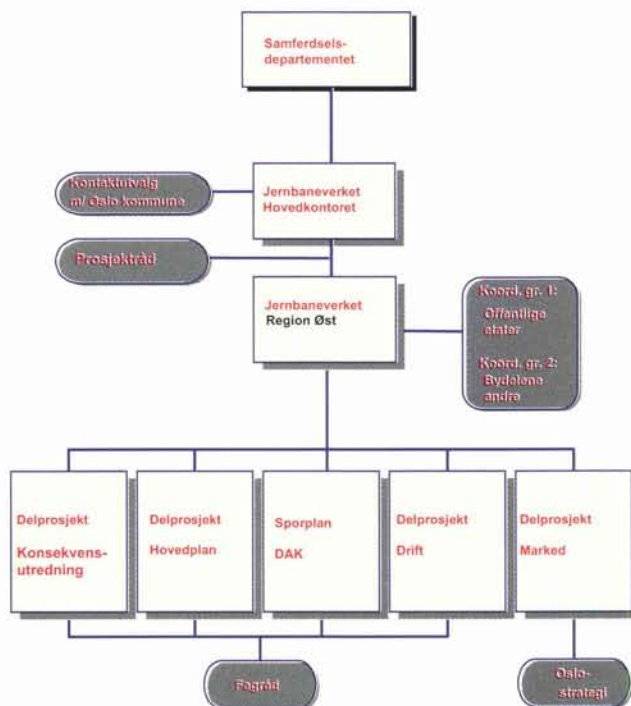 Samferdsels-
departementet
Kontaktutvalg
m/ Oslo kommune
Jernbaneverket
Hovedkontoret
Prosjektråd
Jernbaneverket
Region Øst
Koord. gr. 1:
Offentlige
etater
Koord. gr. 2:
Bydelene
andre
Delprosjekt
Konsekvens-
utredning
Delprosjekt
Hovedplan
Sporplan
DAK
Delprosjekt
Drift
Delprosjekt
Marked
Fagråd
Oslo-
strategi